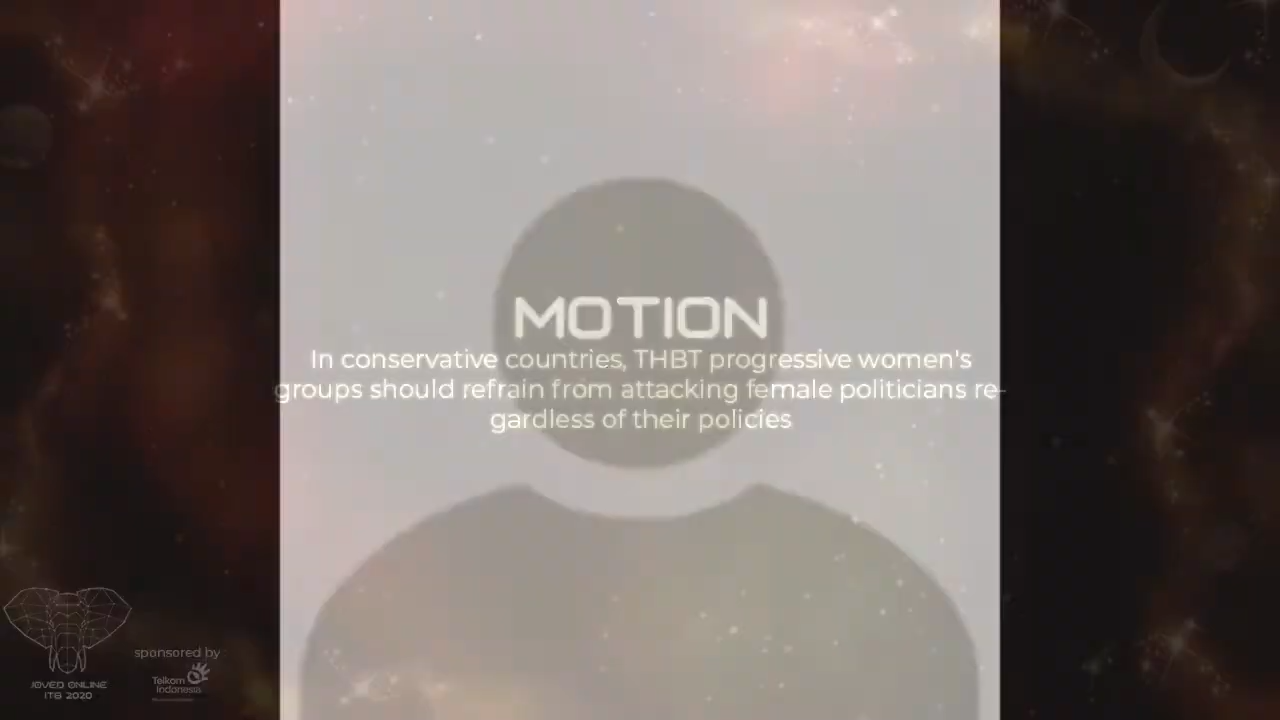 MOTION
In conservative countries, THBT progressive women's
groups should refrain from attacking female politicians re-
gardless of their policies
sponsored by
Telkom
Indonesia
JOVED ONLINE
ITB 2020